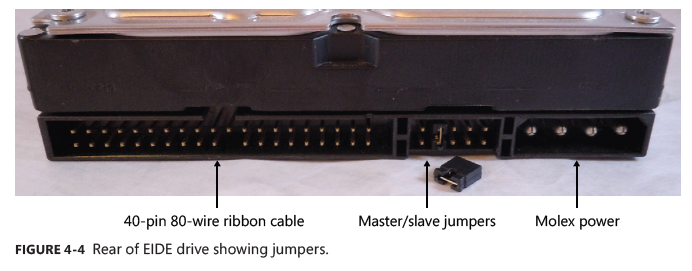 40-pin 80-wire ribbon cable
Master/slave jumpers
Molex power
FIGURE 4-4 Rear of EIDE drive showing jumpers.